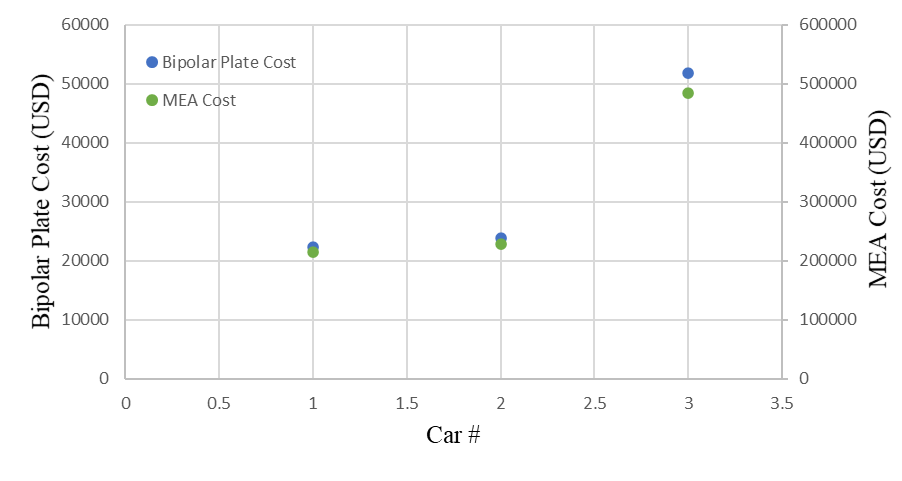 60000
50000
40000
30000
20000
10000
0
Bipolar Plate Cost (USD)
Bipolar Plate Cost
MEA Cost
600000
500000
400000
300000
200000
100000
0
MEA Cost (USD)
0 0.5 1 1.5 2 2.5 3 3.5
Car #